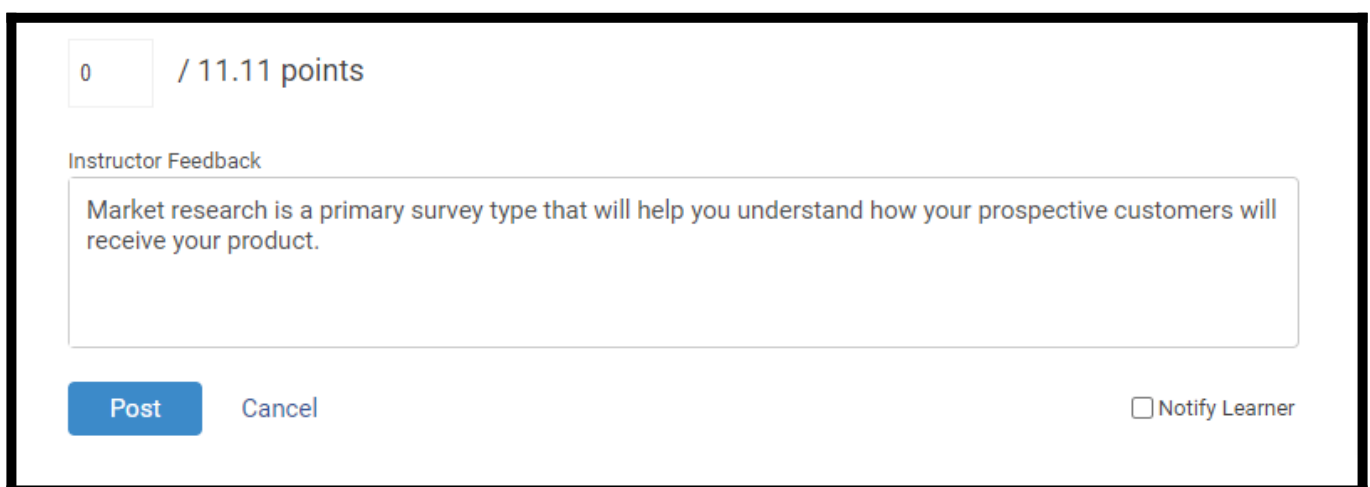 0 / 11.11 points
Instructor Feedback
Market research is a primary survey type that will help you understand how your prospective customers will
receive your product.
Post Cancel Notify Learner